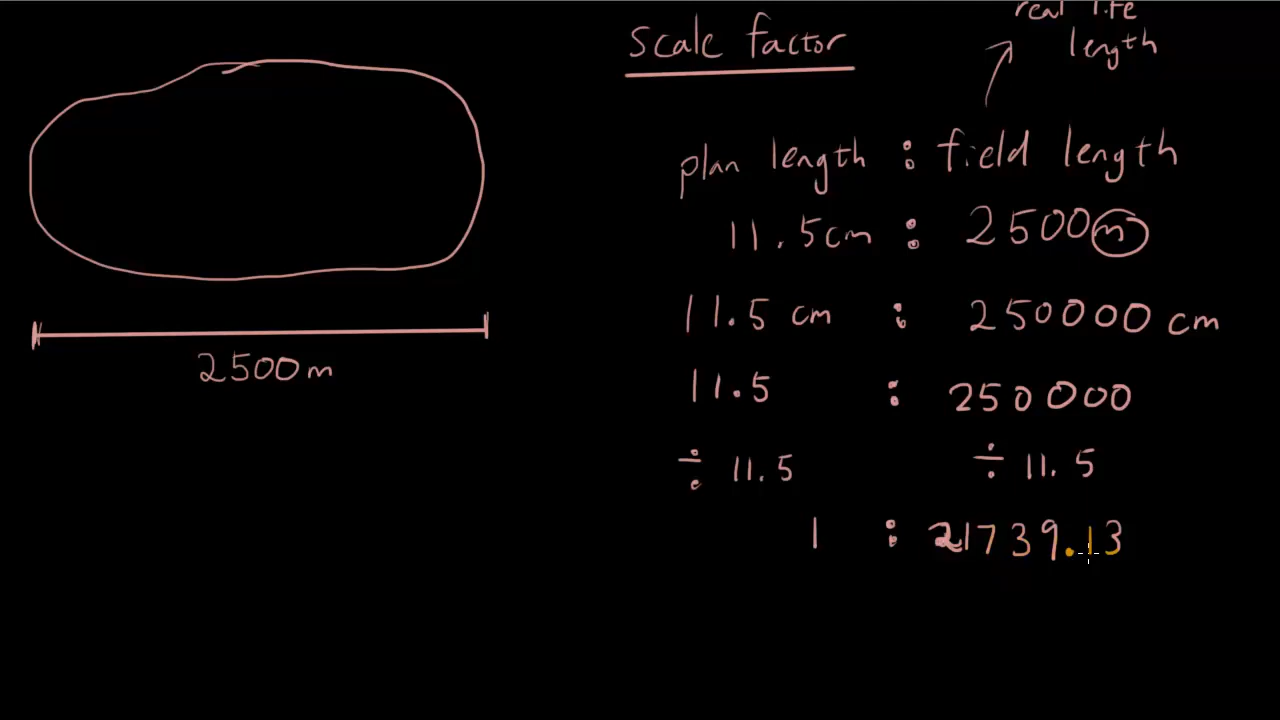 real life
length
scale factor
plan length : field length
11.5cm : 2500m
11.5 cm : 250000 cm
2500m
11.5 : 250000
÷ 11.5 ÷ 11.5
1 : 21739.13